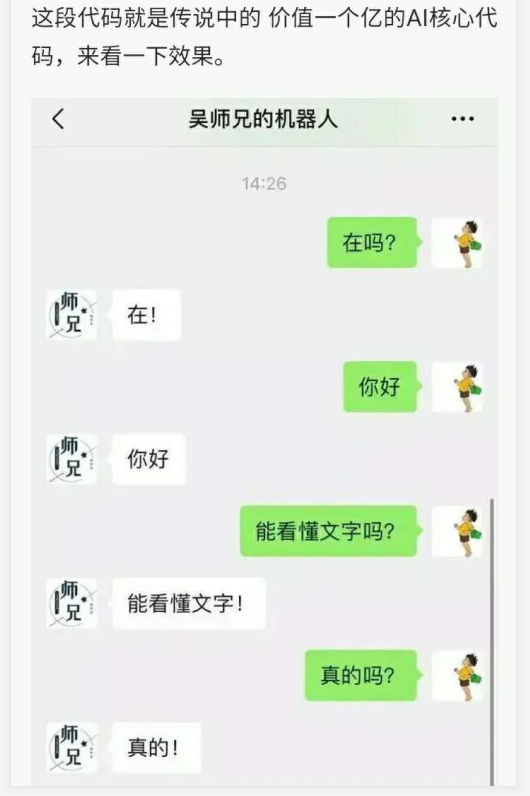 这段代码就是传说中的 价值一个亿的AI核心代
码，来看一下效果。
吴师兄的机器人
14:26
在吗？
师兄
在！
你好
师兄
你好
能看懂文字吗？
师兄
能看懂文字！
真的吗？
师兄
真的！